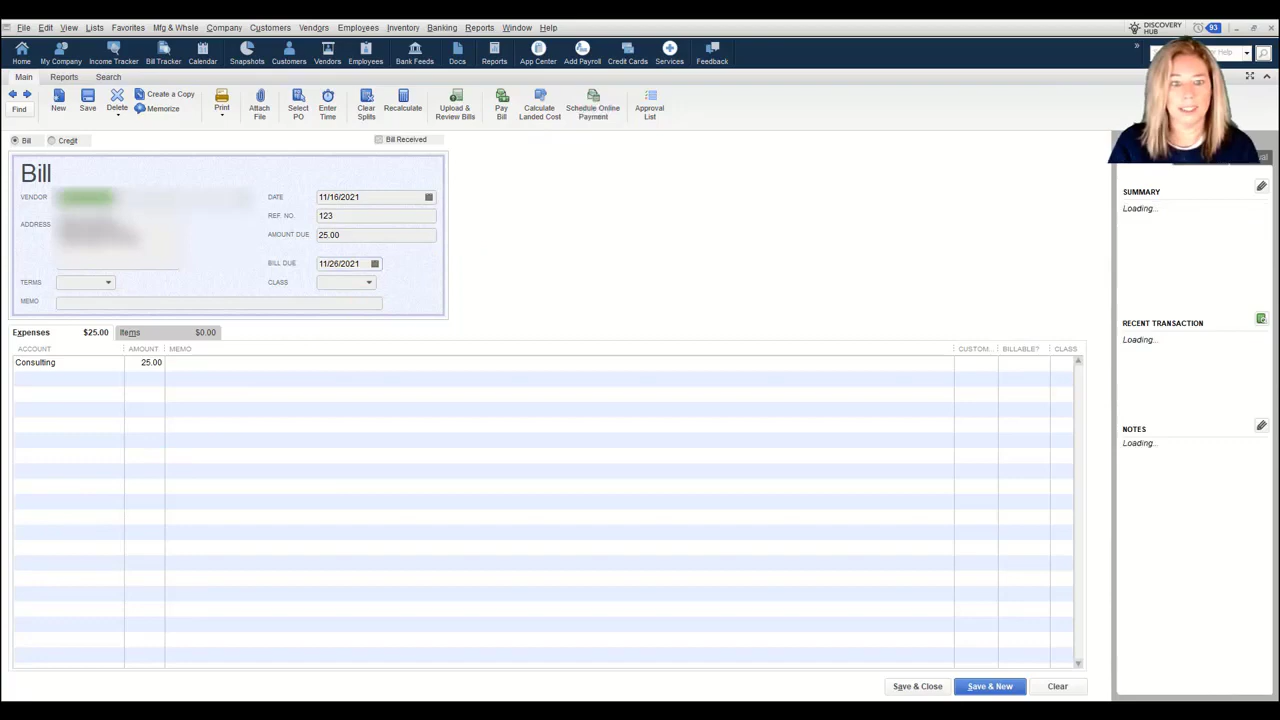 File Edit View Lists Favorites Mfg & Whsle Company Customers Vendors Employees Inventory Banking Reports Window Help
DISCOVERY HUB 93
Home My Company Income Tracker Bill Tracker Calendar Snapshots Customers Vendors Employees Bank Feeds Docs Reports App Center Add Payroll Credit Cards Services Feedback
» Help
Main Reports Search
Find New Save Delete Create a Copy Memorize Print Attach File Select PO Enter Time Clear Splits Recalculate Upload & Review Bills Pay Bill Calculate Landed Cost Schedule Online Payment Approval List
Bill Credit Bill Received
Bill
VENDOR DATE 11/16/2021
REF. NO. 123
ADDRESS
AMOUNT DUE 25.00
BILL DUE 11/26/2021
TERMS CLASS
MEMO
Expenses $25.00 Items $0.00
ACCOUNT AMOUNT MEMO CUSTOM... BILLABLE? CLASS
Consulting 25.00
Save & Close Save & New Clear
SUMMARY
Loading...
RECENT TRANSACTION
Loading...
NOTES
Loading...